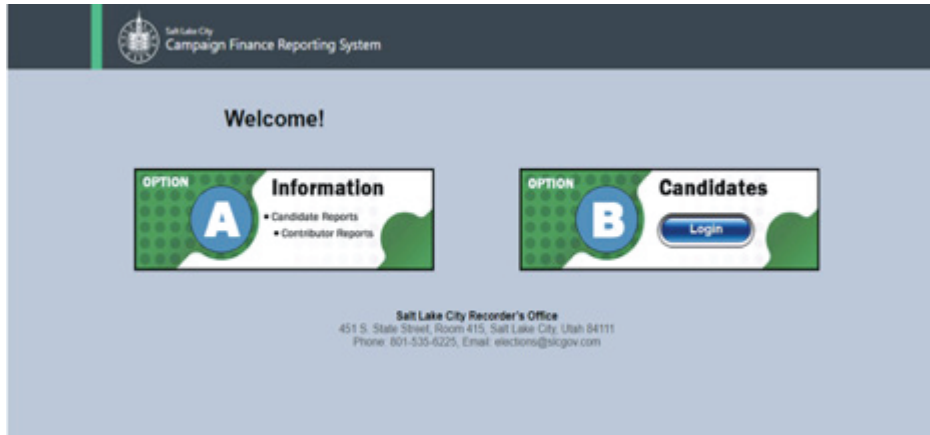 Salt Lake City
Campaign Finance Reporting System
Welcome!
OPTION
A
Information
• Candidate Reports
• Contributor Reports
OPTION
B
Candidates
Login
Salt Lake City Recorder's Office
451 S. State Street, Room 415, Salt Lake City, Utah 84111
Phone: 801-535-6225, Email: elections@slcgov.com